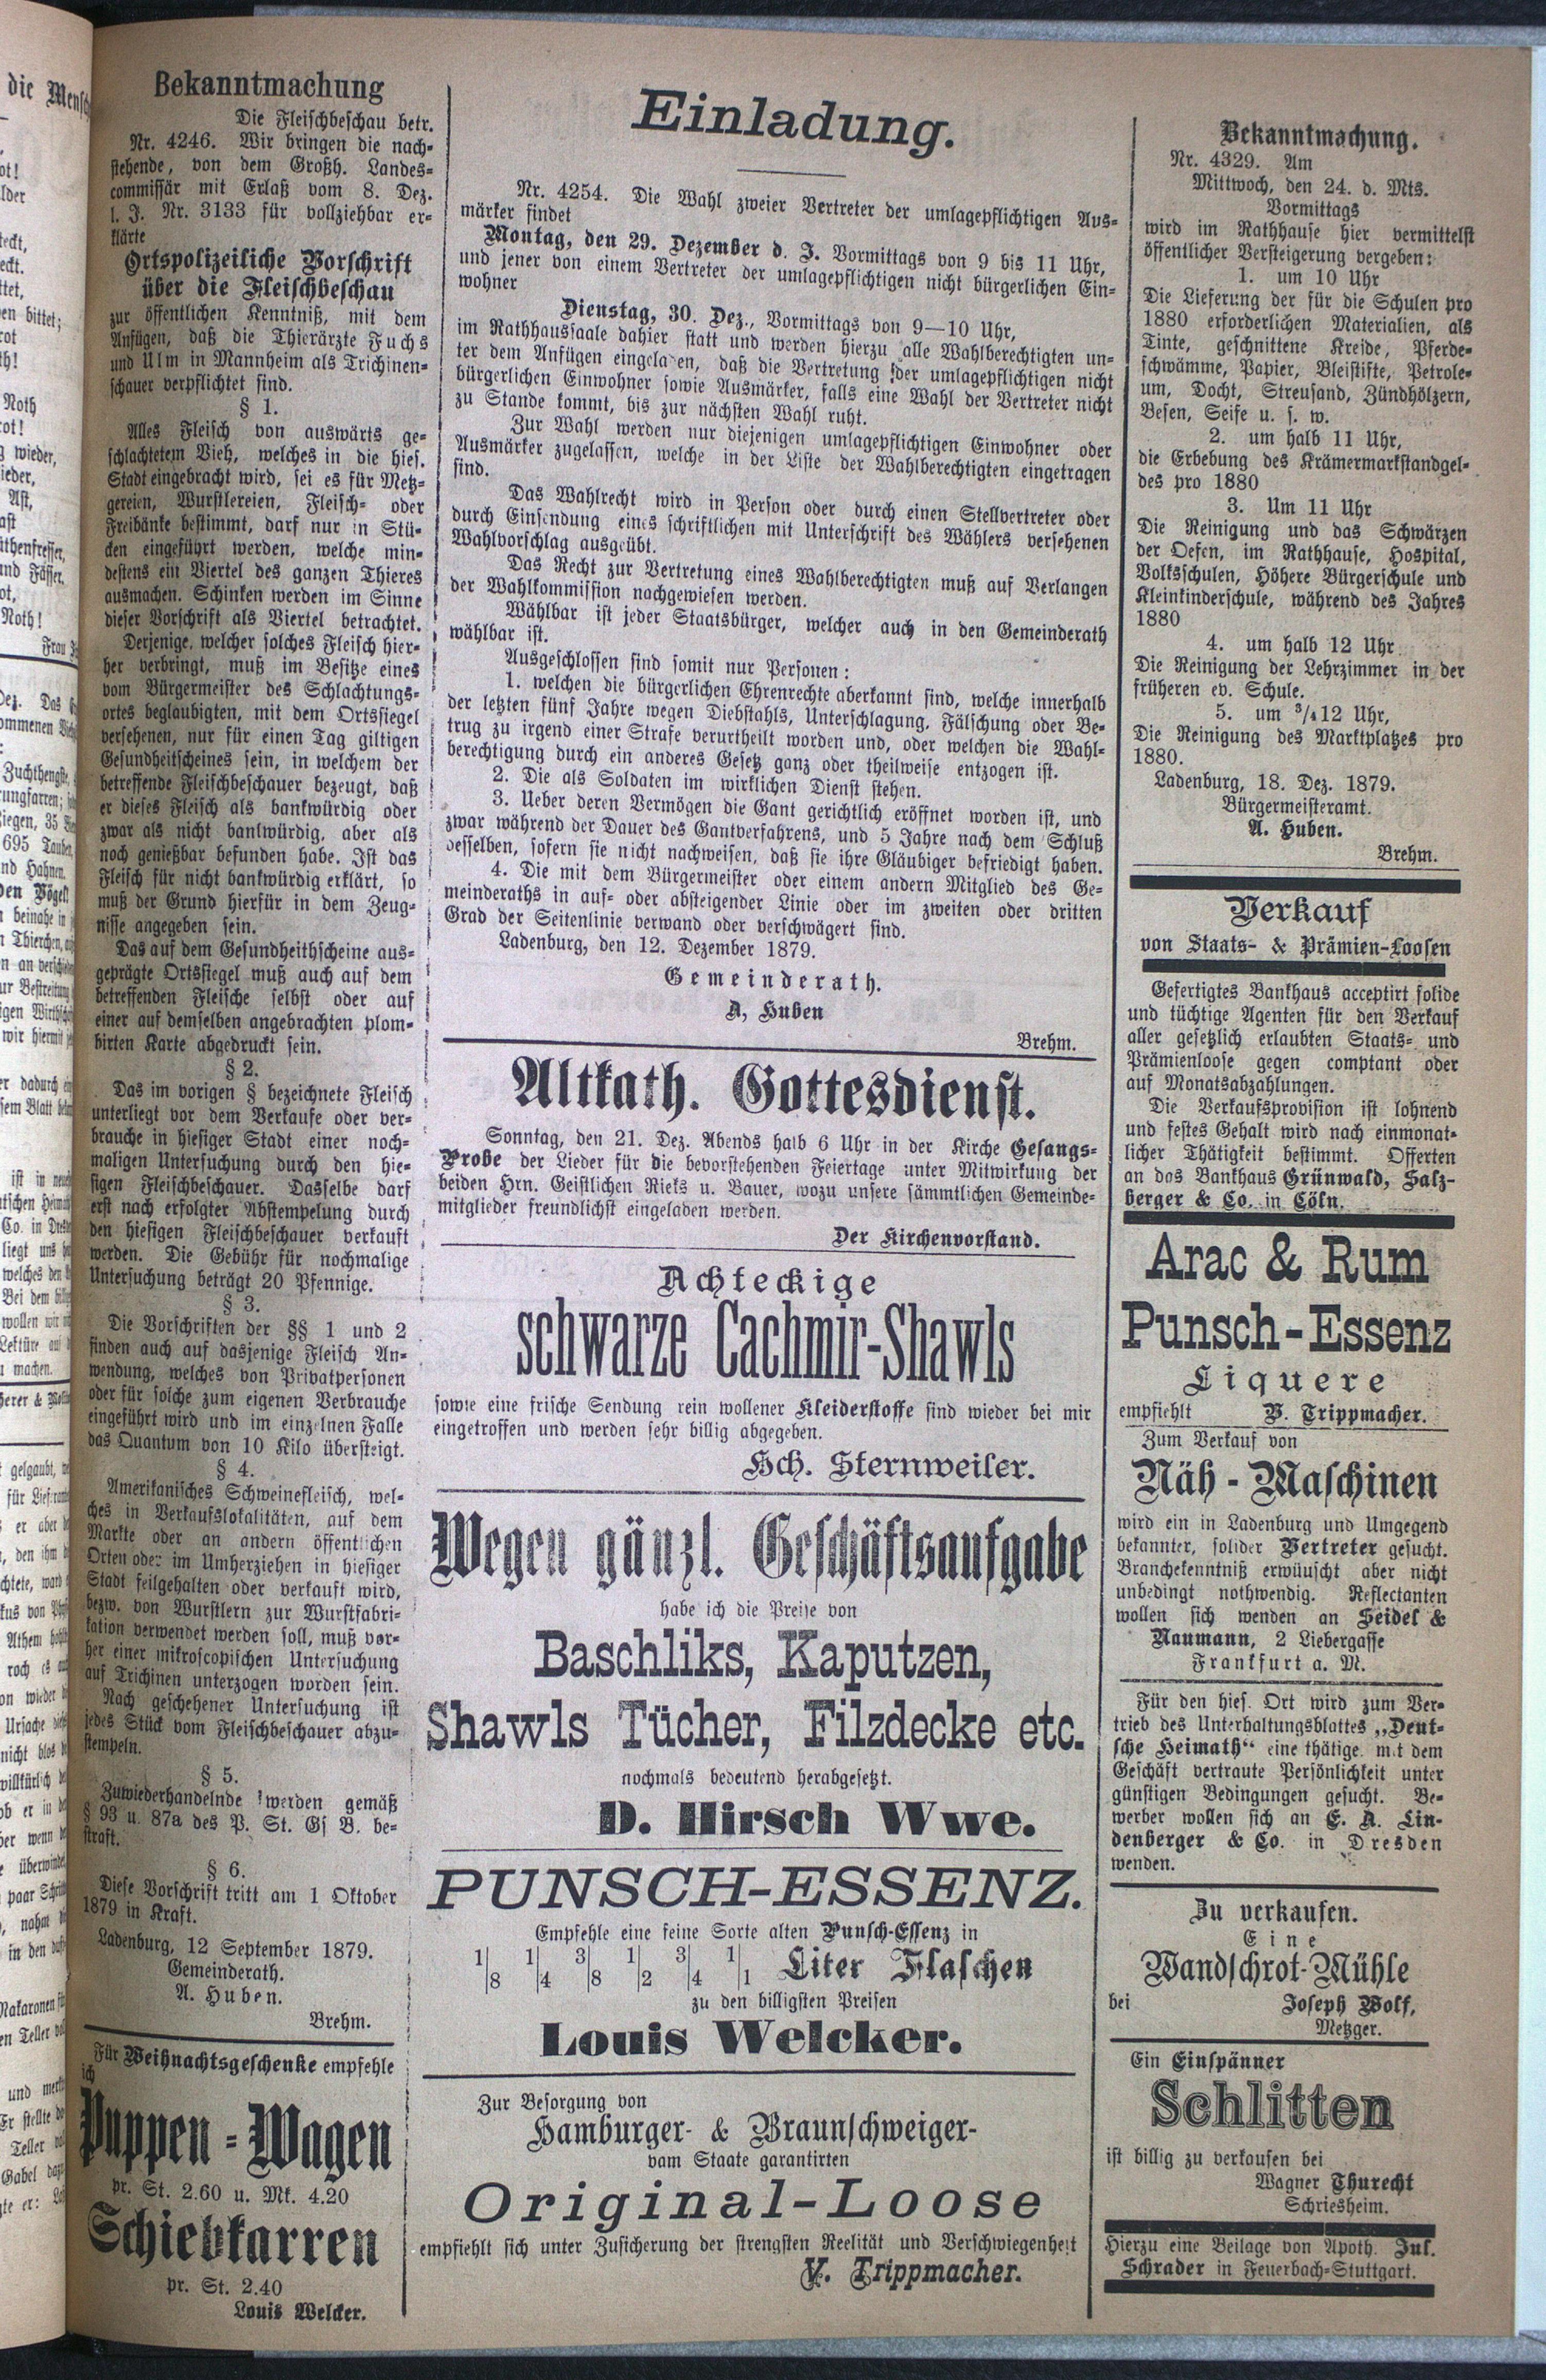 Bekanntmachung
Die Fleischbeschau betr.
Nr. 4246. Wir bringen die nach-
stehende, von dem Großh. Landes-
commissär mit Erlaß vom 8. Dez.
l. J. Nr. 3133 für vollziehbar er-
klärte
Ortspolizeiliche Vorschrift
über die Fleischbeschau
zur öffentlichen Kenntniß, mit dem
Anfügen, daß die Thierärzte Fuchs
und Ulm in Mannheim als Trichinen-
schauer verpflichtet sind.
§ 1.
Alles Fleisch von auswärts ge-
schlachtetem Vieh, welches in die hies.
Stadt eingebracht wird, sei es für Metz-
gereien, Wurstlereien, Fleisch- oder
Freibänke bestimmt, darf nur in Stü-
cken eingeführt werden, welche min-
destens ein Viertel des ganzen Thieres
ausmachen. Schinken werden im Sinne
dieser Vorschrift als Viertel betrachtet.
Derjenige, welcher solches Fleisch hier-
her verbringt, muß im Besitze eines
vom Bürgermeister des Schlachtungs-
ortes beglaubigten, mit dem Ortssiegel
versehenen, nur für einen Tag giltigen
Gesundheitscheines sein, in welchem der
betreffende Fleischbeschauer bezeugt, daß
er dieses Fleisch als bankwürdig oder
zwar als nicht banlwürdig, aber als
noch genießbar befunden habe. Ist das
Fleisch für nicht bankwürdig erklärt, so
muß der Grund hierfür in dem Zeug-
nisse angegeben sein.
Das auf dem Gesundheithscheine aus-
geprägte Ortssiegel muß auch auf dem
betreffenden Fleische selbst oder auf
einer auf demselben angebrachten plom-
birten Karte abgedruckt sein.
§ 2.
Das im vorigen § bezeichnete Fleisch
unterliegt vor dem Verkaufe oder ver-
brauche in hiesiger Stadt einer noch-
maligen Untersuchung durch den hie-
sigen Fleischbeschauer. Dasselbe darf
erst nach erfolgter Abstempelung durch
den hiesigen Fleischbeschauer verkauft
werden. Die Gebühr für nochmalige
Untersuchung beträgt 20 Pfennige.
§ 3.
Die Vorschriften der §§ 1 und 2
finden auch auf dasjenige Fleisch An-
wendung, welches von Privatpersonen
oder für solche zum eigenen Verbrauche
eingeführt wird und im einzelnen Falle
das Quantum von 10 Kilo übersteigt.
§ 4.
Amerikanisches Schweinefleisch, wel-
ches in Verkaufslokalitäten, auf dem
Markte oder an andern öffentlichen
Orten oder im Umherziehen in hiesiger
Stadt feilgehalten oder verkauft wird,
bezw. von Wurstlern zur Wurstfabri-
kation verwendet werden soll, muß vor-
her einer mikroscopischen Untersuchung
auf Trichinen unterzogen worden sein.
Nach geschehener Untersuchung ist
jedes Stück vom Fleischbeschauer abzu-
stempeln.
§ 5.
Zuwiederhandelnde werden gemäß
§ 93 u. 87a des P. St. Gs B. be-
straft.
§ 6.
Diese Vorschrift tritt am 1 Oktober
1879 in Kraft.
Ladenburg, 12 September 1879.
Gemeinderath.
A. Huben.
Brehm.
Für Weihnachtsgeschenke empfehle
ich
Puppen-Wagen
pr. St. 2.60 u. Mk. 4.20
Schiebkarren
pr. St. 2.40
Louis Welcker.
Einladung.
Nr. 4254. Die Wahl zweier Vertreter der umlagepflichtigen Aus-
märker findet
Montag, den 29. Dezember d. J. Vormittags von 9 bis 11 Uhr,
und jener von einem Vertreter der umlagepflichtigen nicht bürgerlichen Ein-
wohner
Dienstag, 30. Dez., Vormittags von 9—10 Uhr,
im Rathhaussaale dahier statt und werden hierzu alle Wahlberechtigten un-
ter dem Anfügen eingeladen, daß die Vertretung der umlagepflichtigen nicht
bürgerlichen Einwohner sowie Ausmärker, falls eine Wahl der Vertreter nicht
zu Stande kommt, bis zur nächsten Wahl ruht.
Zur Wahl werden nur diejenigen umlagepflichtigen Einwohner oder
Ausmärker zugelassen, welche in der Liste der Wahlberechtigten eingetragen
sind.
Das Wahlrecht wird in Person oder durch einen Stellvertreter oder
durch Einsendung eines schriftlichen mit Unterschrift des Wählers versehenen
Wahlvorschlag ausgeübt.
Das Recht zur Vertretung eines Wahlberechtigten muß auf Verlangen
der Wahlkommission nachgewiesen werden.
Wählbar ist jeder Staatsbürger, welcher auch in den Gemeinderath
wählbar ist.
Ausgeschlossen sind somit nur Personen:
1. welchen die bürgerlichen Ehrenrechte aberkannt sind, welche innerhalb
der letzten fünf Jahre wegen Diebstahls, Unterschlagung, Fälschung oder Be-
trug zu irgend einer Strafe verurtheilt worden und, oder welchen die Wahl-
berechtigung durch ein anderes Gesetz ganz oder theilweise entzogen ist.
2. Die als Soldaten im wirklichen Dienst stehen.
3. Ueber deren Vermögen die Gant gerichtlich eröffnet worden ist, und
zwar während der Dauer des Gantverfahrens, und 5 Jahre nach dem Schluß
desselben, sofern sie nicht nachweisen, daß sie ihre Gläubiger befriedigt haben.
4. Die mit dem Bürgermeister oder einem andern Mitglied des Ge-
meinderaths in auf- oder absteigender Linie oder im zweiten oder dritten
Grad der Seitenlinie verwand oder verschwägert sind.
Ladenburg, den 12. Dezember 1879.
Gemeinderath.
A, Huben
Brehm.
Altkath. Gottesdienst.
Sonntag, den 21. Dez. Abends halb 6 Uhr in der Kirche Gesangs-
Probe der Lieder für die bevorstehenden Feiertage unter Mitwirkung der
beiden Hrn. Geistlichen Rieks u. Bauer, wozu unsere sämmtlichen Gemeinde-
mitglieder freundlichst eingeladen werden.
Der Kirchenvorstand.
Achteckige
schwarze Cachmir-Shawls
sowie eine frische Sendung rein wollener Kleiderstoffe sind wieder bei mir
eingetroffen und werden sehr billig abgegeben.
Hch. Sternweiler.
Wegen gänzl. Geschäftsaufgabe
habe ich die Preise von
Baschliks, Kaputzen,
Shawls Tücher, Filzdecke etc.
nochmals bedeutend herabgesetzt.
D. Hirsch Wwe.
PUNSCH-ESSENZ.
Empfehle eine feine Sorte alten Punsch-Essenz in
1/8 1/4 3/8 1/2 3/4 1/1 Liter Flaschen
zu den billigsten Preisen
Louis Welcker.
Zur Besorgung von
Hamburger- & Braunschweiger-
vom Staate garantirten
Original-Loose
empfiehlt sich unter Zusicherung der strengsten Reelität und Verschwiegenheit
V. Trippmacher.
Bekanntmachung.
Nr. 4329. Am
Mittwoch, den 24. d. Mts.
Vormittags
wird im Rathhause hier vermittelst
öffentlicher Versteigerung vergeben:
1. um 10 Uhr
Die Lieferung der für die Schulen pro
1880 erforderlichen Materialien, als
Tinte, geschnittene Kreide, Pferde-
schwämme, Papier, Bleistifte, Petrole-
um, Docht, Streusand, Zündhölzern,
Besen, Seife u. s. w.
2. um halb 11 Uhr,
die Erbebung des Krämermarkstandgel-
des pro 1880
3. Um 11 Uhr
Die Reinigung und das Schwärzen
der Oefen, im Rathhause, Hospital,
Volksschulen, Höhere Bürgerschule und
Kleinkinderschule, während des Jahres
1880
4. um halb 12 Uhr
Die Reinigung der Lehrzimmer in der
früheren ev. Schule.
5. um 3/4 12 Uhr,
Die Reinigung des Marktplatzes pro
1880.
Ladenburg, 18. Dez. 1879.
Bürgermeisteramt.
A. Huben.
Brehm.
Verkauf
von Staats- & Prämien-Loosen
Gefertigtes Bankhaus acceptirt solide
und tüchtige Agenten für den Verkauf
aller gesetzlich erlaubten Staats- und
Prämienloose gegen comptant oder
auf Monatsabzahlungen.
Die Verkaufsprovision ist lohnend
und festes Gehalt wird nach einmonat-
licher Thätigkeit bestimmt. Offerten
an das Bankhaus Grünwald, Salz-
berger & Co. in Cöln.
Arac & Rum
Punsch-Essenz
Liquere
empfiehlt V. Trippmacher.
Zum Verkauf von
Näh-Maschinen
wird ein in Ladenburg und Umgegend
bekannter, solider Vertreter gesucht.
Branchekenntniß erwüuscht aber nicht
unbedingt nothwendig. Reflectanten
wollen sich wenden an Seidel &
Naumann, 2 Liebergasse
Frankfurt a. M.
Für den hies. Ort wird zum Ver-
trieb des Unterhaltungsblattes „Deut-
sche Heimath“ eine thätige, mit dem
Geschäft vertraute Persönlichkeit unter
günstigen Bedingungen gesucht. Be-
werber wollen sich an E. A. Lin-
denberger & Co. in Dresden
wenden.
Zu verkaufen.
Eine
Wandschrot-Mühle
bei Joseph Wolf,
Metzger.
Ein Einspänner
Schlitten
ist billig zu verkaufen bei
Wagner Thurecht
Schriesheim.
Hierzu eine Beilage von Apoth. Jul.
Schrader in Feuerbach-Stuttgart.